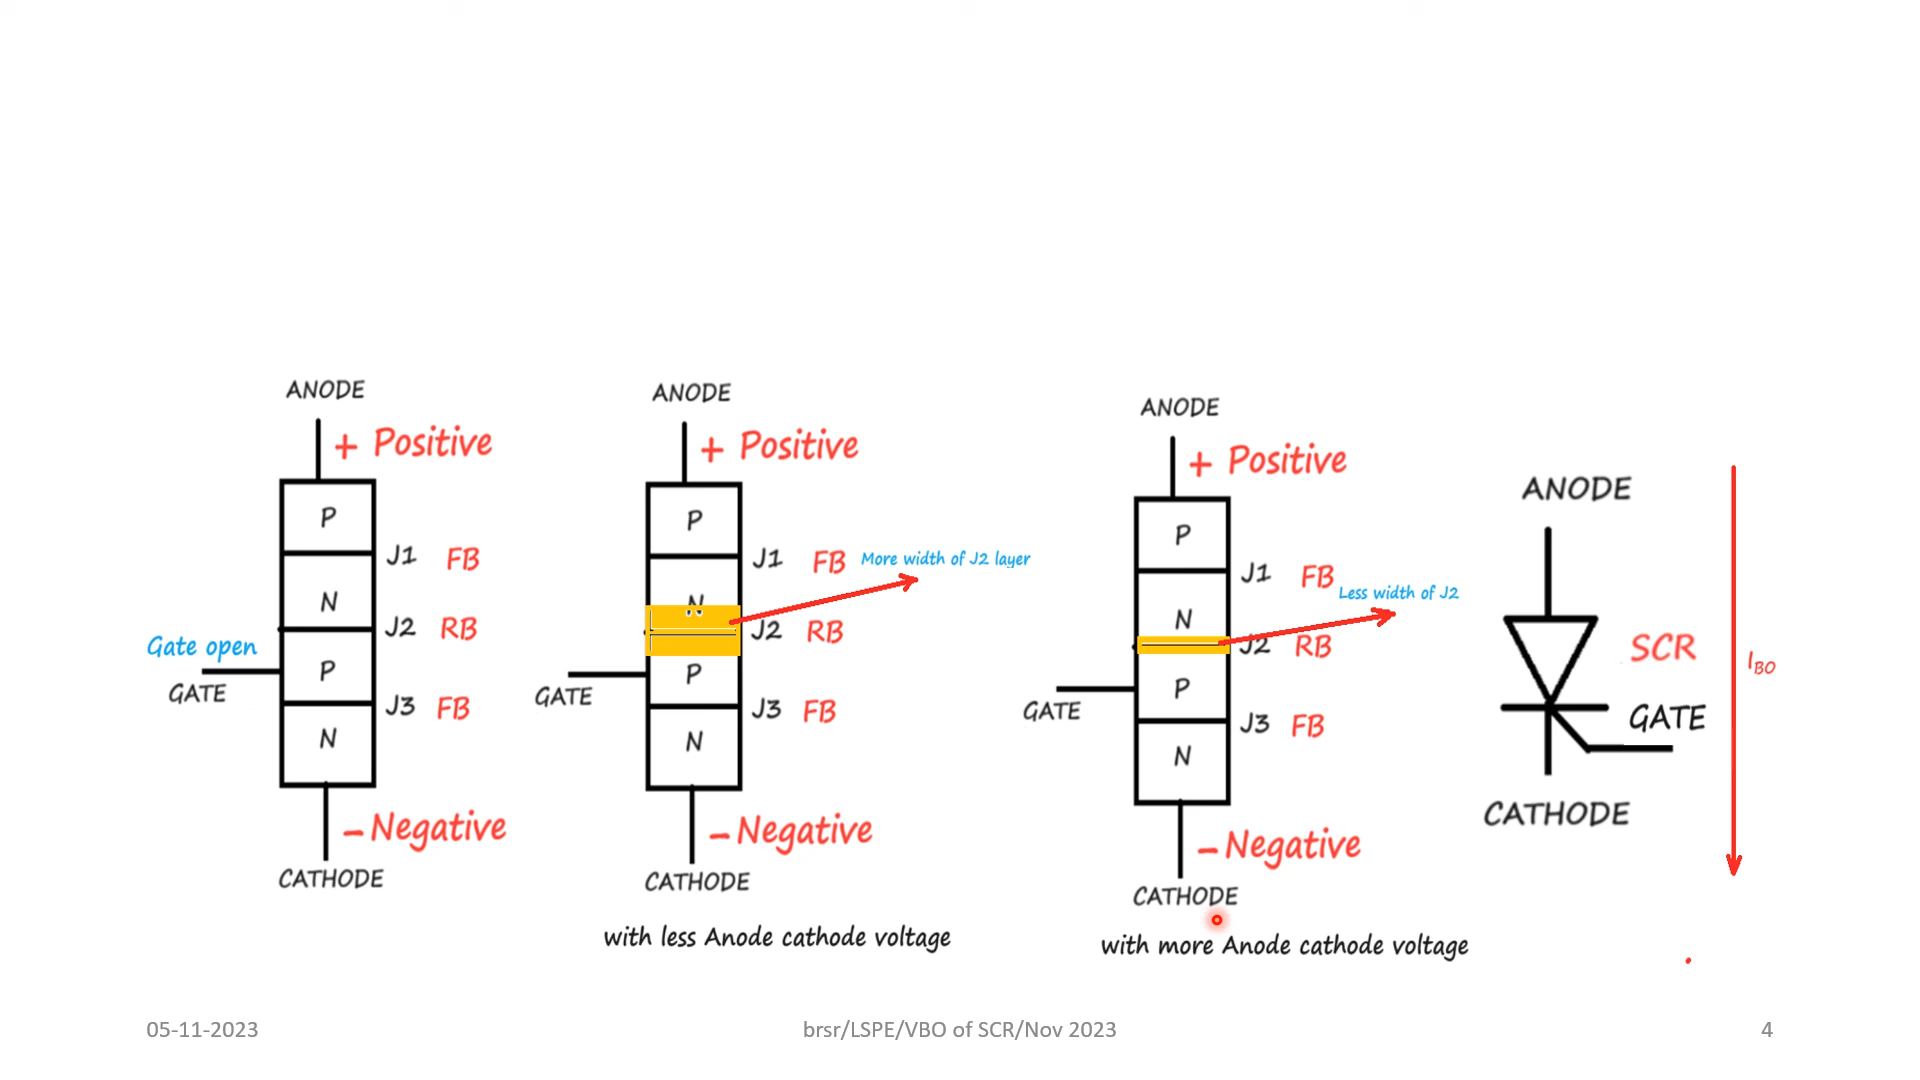 ANODE
+ Positive
P
J1 FB
N
J2 RB
Gate open
P
GATE
J3 FB
N
- Negative
CATHODE
ANODE
+ Positive
P
J1 FB
More width of J2 layer
N
J2 RB
P
GATE
J3 FB
N
- Negative
CATHODE
with less Anode cathode voltage
ANODE
+ Positive
P
J1 FB
Less width of J2
N
J2 RB
P
GATE
J3 FB
N
- Negative
CATHODE
with more Anode cathode voltage
ANODE
SCR
IBO
GATE
CATHODE
05-11-2023
brsr/LSPE/VBO of SCR/Nov 2023
4